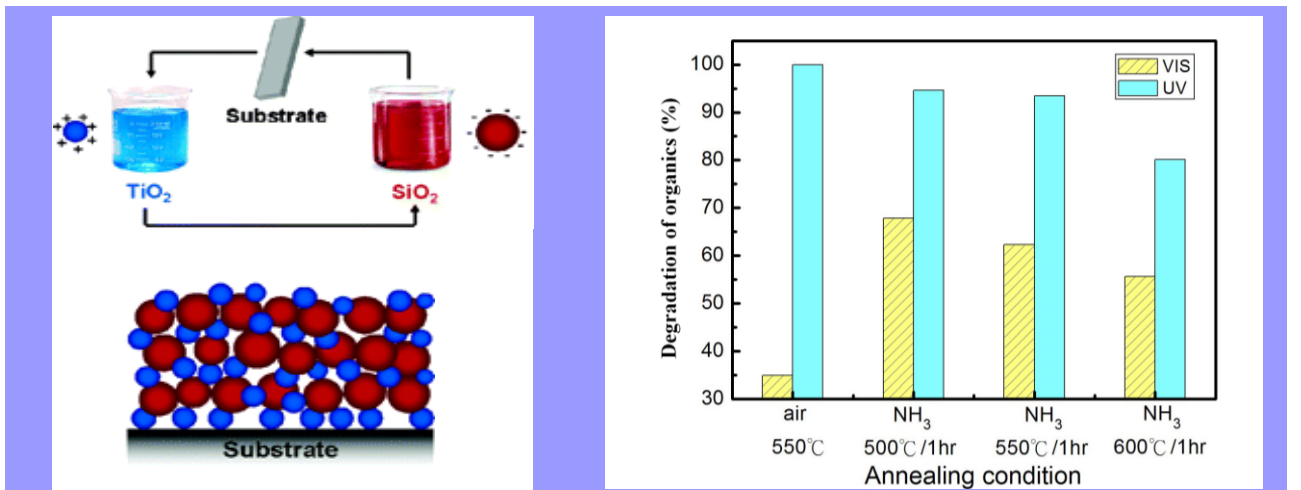 Substrate
TiO₂
SiO₂
Substrate
Degradation of organics (%)
100
90
80
70
60
50
40
30
VIS
UV
air
550℃
NH₃
500℃/1hr
NH₃
550℃/1hr
NH₃
600℃/1hr
Annealing condition